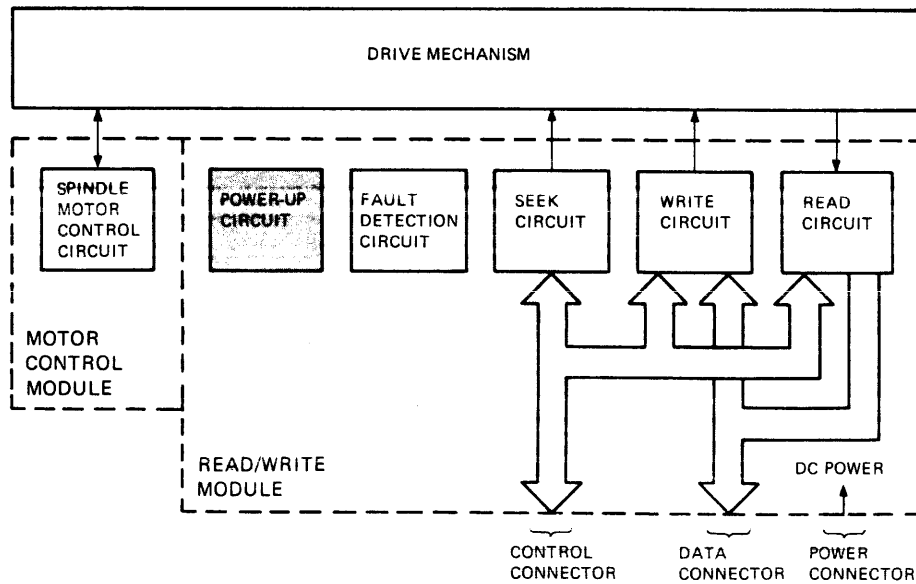 DRIVE MECHANISM
SPINDLE
MOTOR
CONTROL
CIRCUIT
POWER-UP
CIRCUIT
FAULT
DETECTION
CIRCUIT
SEEK
CIRCUIT
WRITE
CIRCUIT
READ
CIRCUIT
MOTOR
CONTROL
MODULE
READ/WRITE
MODULE
DC POWER
CONTROL
CONNECTOR
DATA
CONNECTOR
POWER
CONNECTOR